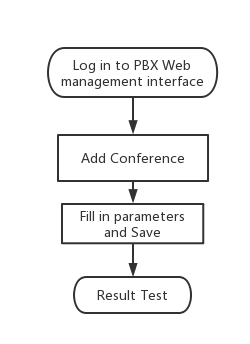 Log in to PBX Web
management interface
Add Conference
Fill in parameters
and Save
Result Test